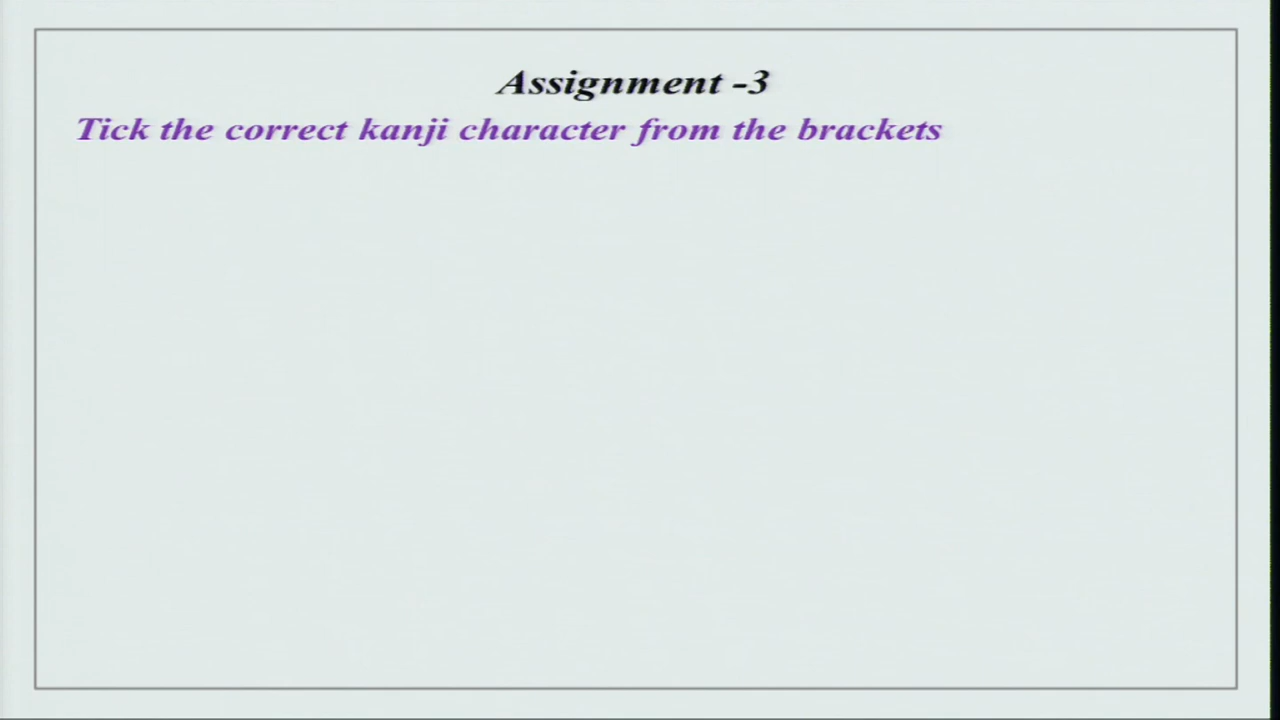 Assignment -3
Tick the correct kanji character from the brackets